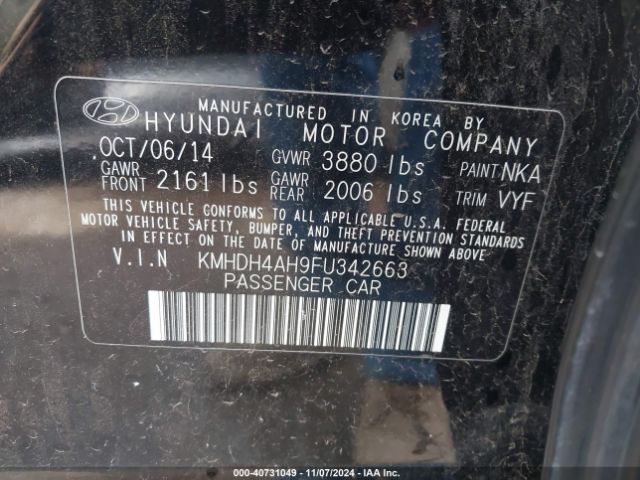 MANUFACTURED IN KOREA BY
HYUNDAI MOTOR COMPANY
OCT/06/14 GVWR 3880 lbs PAINT NKA
GAWR FRONT 2161 lbs GAWR REAR 2006 lbs TRIM VYF
THIS VEHICLE CONFORMS TO ALL APPLICABLE U.S.A. FEDERAL
MOTOR VEHICLE SAFETY, BUMPER, AND THEFT PREVENTION STANDARDS
IN EFFECT ON THE DATE OF MANUFACTURE SHOWN ABOVE.
V.I.N KMHDH4AH9FU342663
PASSENGER CAR
000-40731049 - 11/07/2024 - IAA Inc.